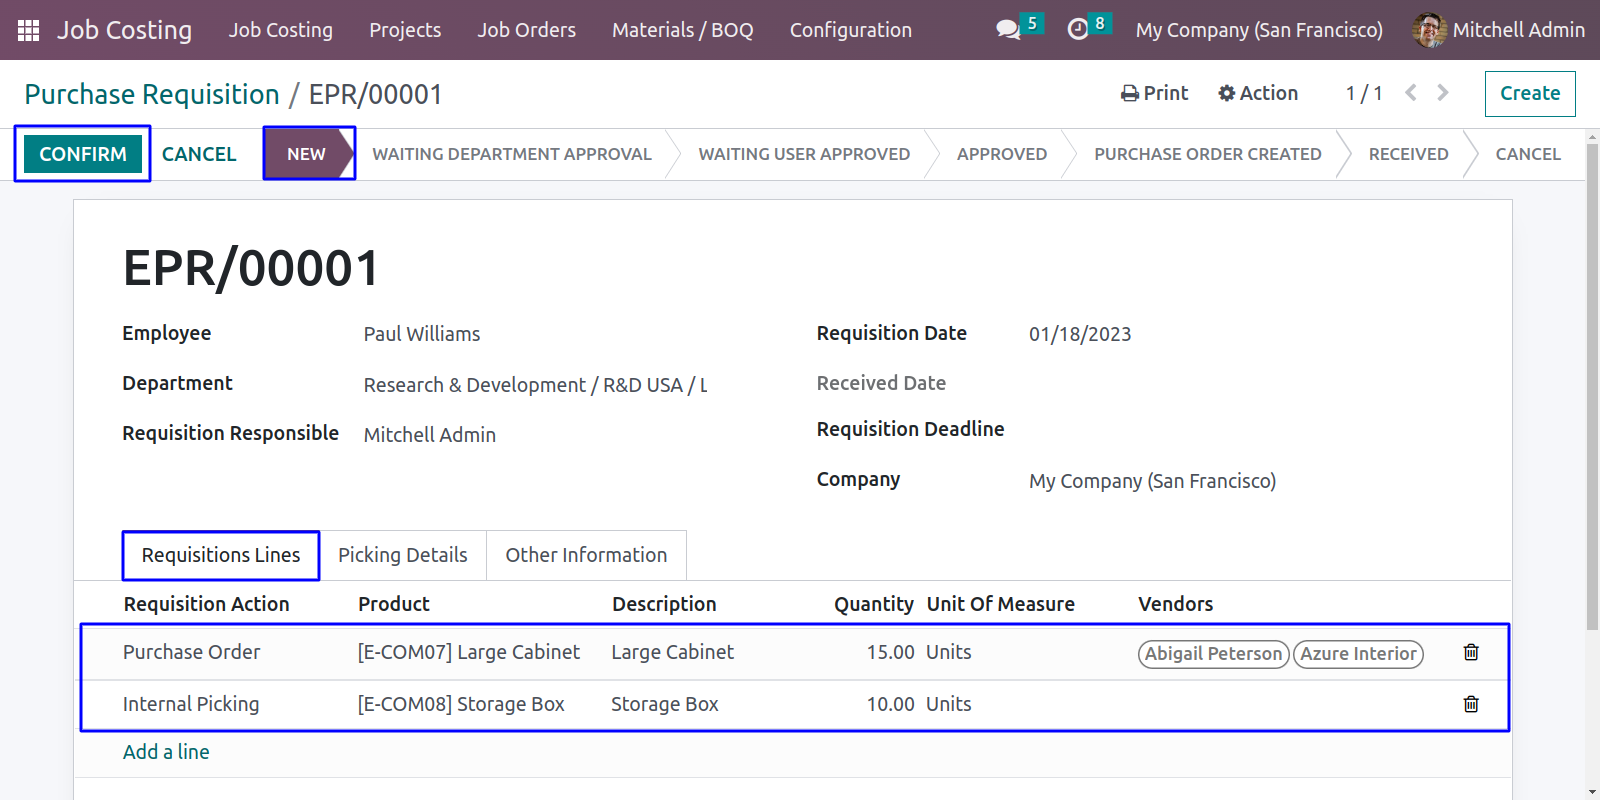 Job Costing Job Costing Projects Job Orders Materials / BOQ Configuration 5 8 My Company (San Francisco) Mitchell Admin
Purchase Requisition / EPR/00001 Print Action 1 / 1 Create
CONFIRM CANCEL NEW WAITING DEPARTMENT APPROVAL WAITING USER APPROVED APPROVED PURCHASE ORDER CREATED RECEIVED CANCEL
EPR/00001
Employee Paul Williams Requisition Date 01/18/2023
Department Research & Development / R&D USA / L Received Date
Requisition Responsible Mitchell Admin Requisition Deadline
Company My Company (San Francisco)
Requisitions Lines Picking Details Other Information
Requisition Action Product Description Quantity Unit Of Measure Vendors
Purchase Order [E-COM07] Large Cabinet Large Cabinet 15.00 Units Abigail Peterson Azure Interior
Internal Picking [E-COM08] Storage Box Storage Box 10.00 Units
Add a line